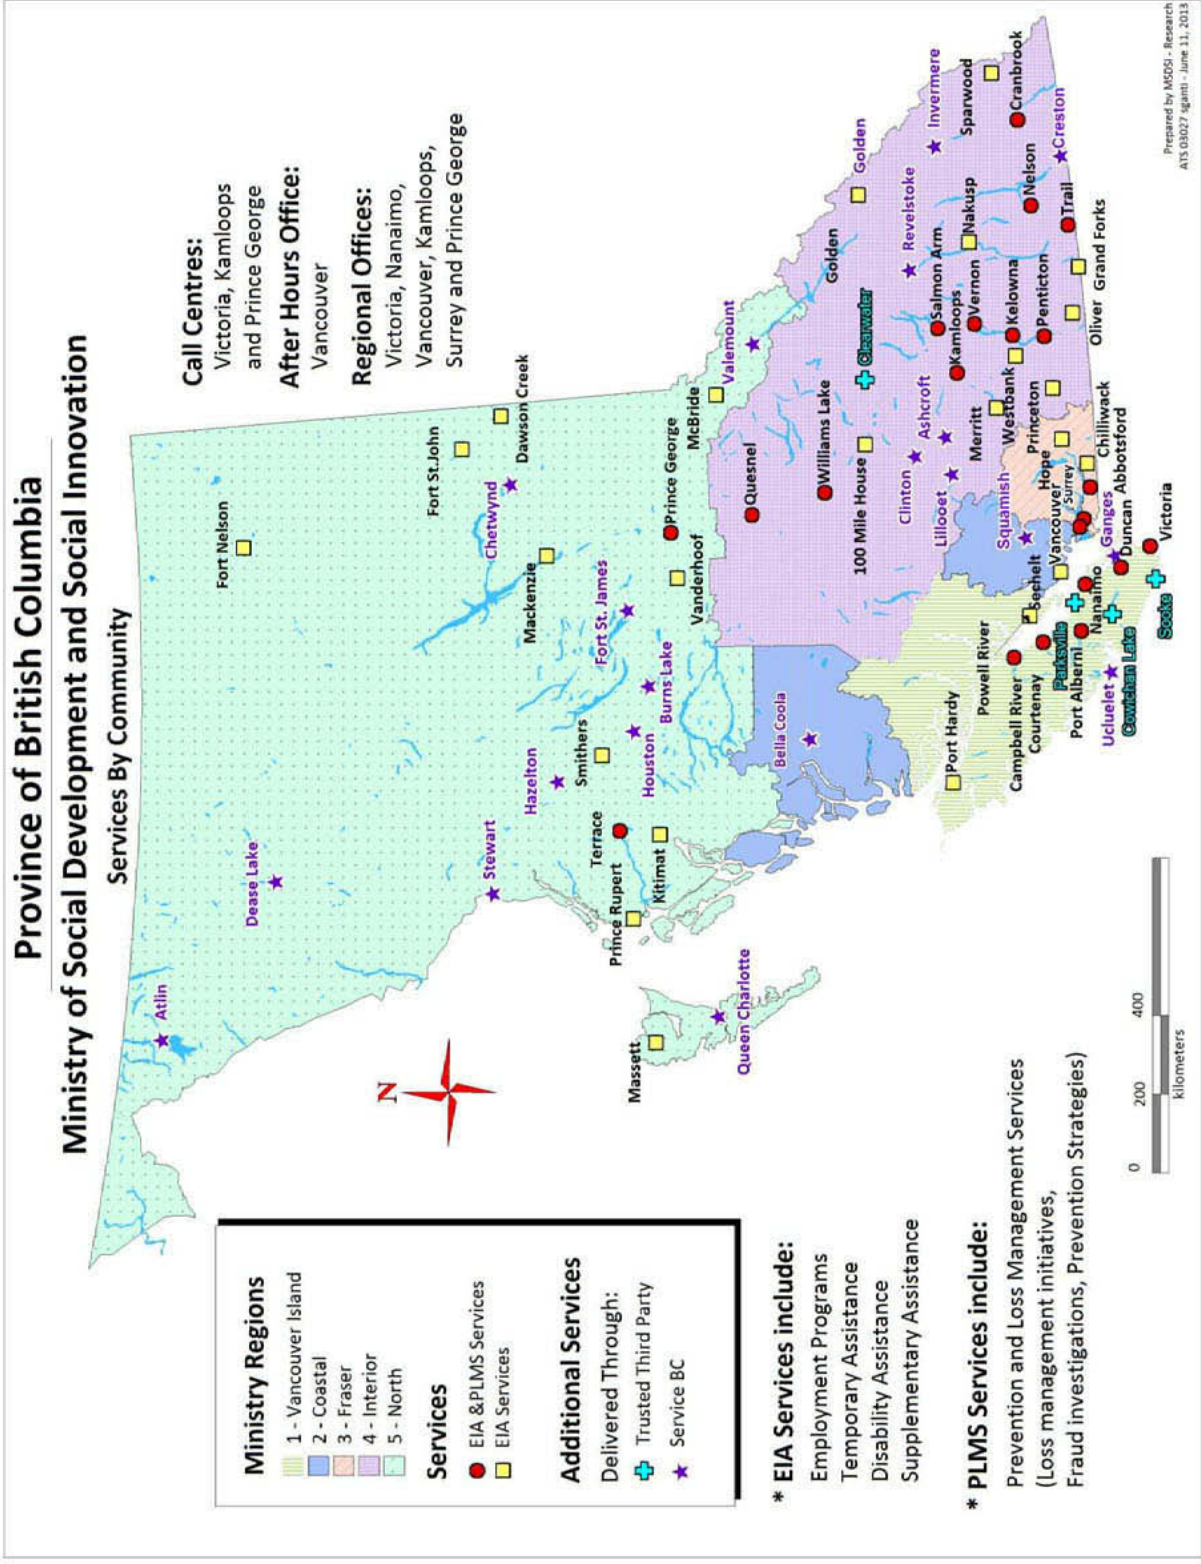 Province of British Columbia
Ministry of Social Development and Social Innovation
Services By Community
Call Centres:
Victoria, Kamloops
and Prince George
After Hours Office:
Vancouver
Regional Offices:
Victoria, Nanaimo,
Vancouver, Kamloops,
Surrey and Prince George
Atlin
Dease Lake
Fort Nelson
Fort St.John
Dawson Creek
Chetwynd
Mackenzie
Stewart
Hazelton
Smithers
Fort St. James
Houston
Burns Lake
Terrace
Prince Rupert
Kitimat
Massett
Queen Charlotte
Prince George
Vanderhoof
McBride
Valemount
Quesnel
Bella Coola
Williams Lake
100 Mile House
Clearwater
Golden
Golden
Revelstoke
Invermere
Clinton
Ashcroft
Lillooet
Salmon Arm
Kamloops
Vernon
Nakusp
Sparwood
Cranbrook
Merritt
Westbank
Kelowna
Nelson
Penticton
Princeton
Creston
Trail
Oliver
Grand Forks
Hope
Chilliwack
Abbotsford
Surrey
Squamish
Vancouver
Sechelt
Powell River
Port Hardy
Campbell River
Courtenay
Parksville
Port Alberni
Nanaimo
Ganges
Duncan
Ucluelet
Cowichan Lake
Sooke
Victoria
N
Ministry Regions
1 - Vancouver Island
2 - Coastal
3 - Fraser
4 - Interior
5 - North
Services
EIA &PLMS Services
EIA Services
Additional Services
Delivered Through:
Trusted Third Party
Service BC
* EIA Services include:
Employment Programs
Temporary Assistance
Disability Assistance
Supplementary Assistance
* PLMS Services include:
Prevention and Loss Management Services
(Loss management initiatives,
Fraud investigations, Prevention Strategies)
0 200 400
kilometers
Prepared by MSDSI - Research
ATS 03027 sganti - June 11, 2013